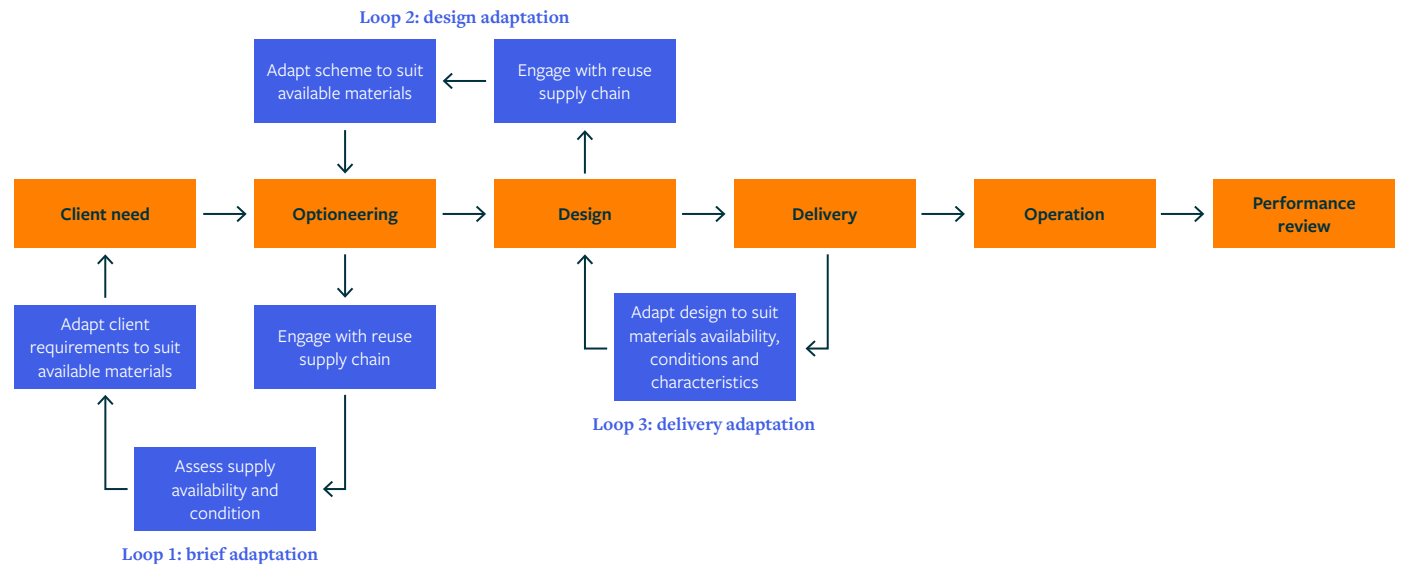 Loop 2: design adaptation
Adapt scheme to suit
available materials
Engage with reuse
supply chain
Client need
Optioneering
Design
Delivery
Operation
Performance
review
Adapt client
requirements to suit
available materials
Engage with reuse
supply chain
Adapt design to suit
materials availability,
conditions and
characteristics
Loop 3: delivery adaptation
Assess supply
availability and
condition
Loop 1: brief adaptation